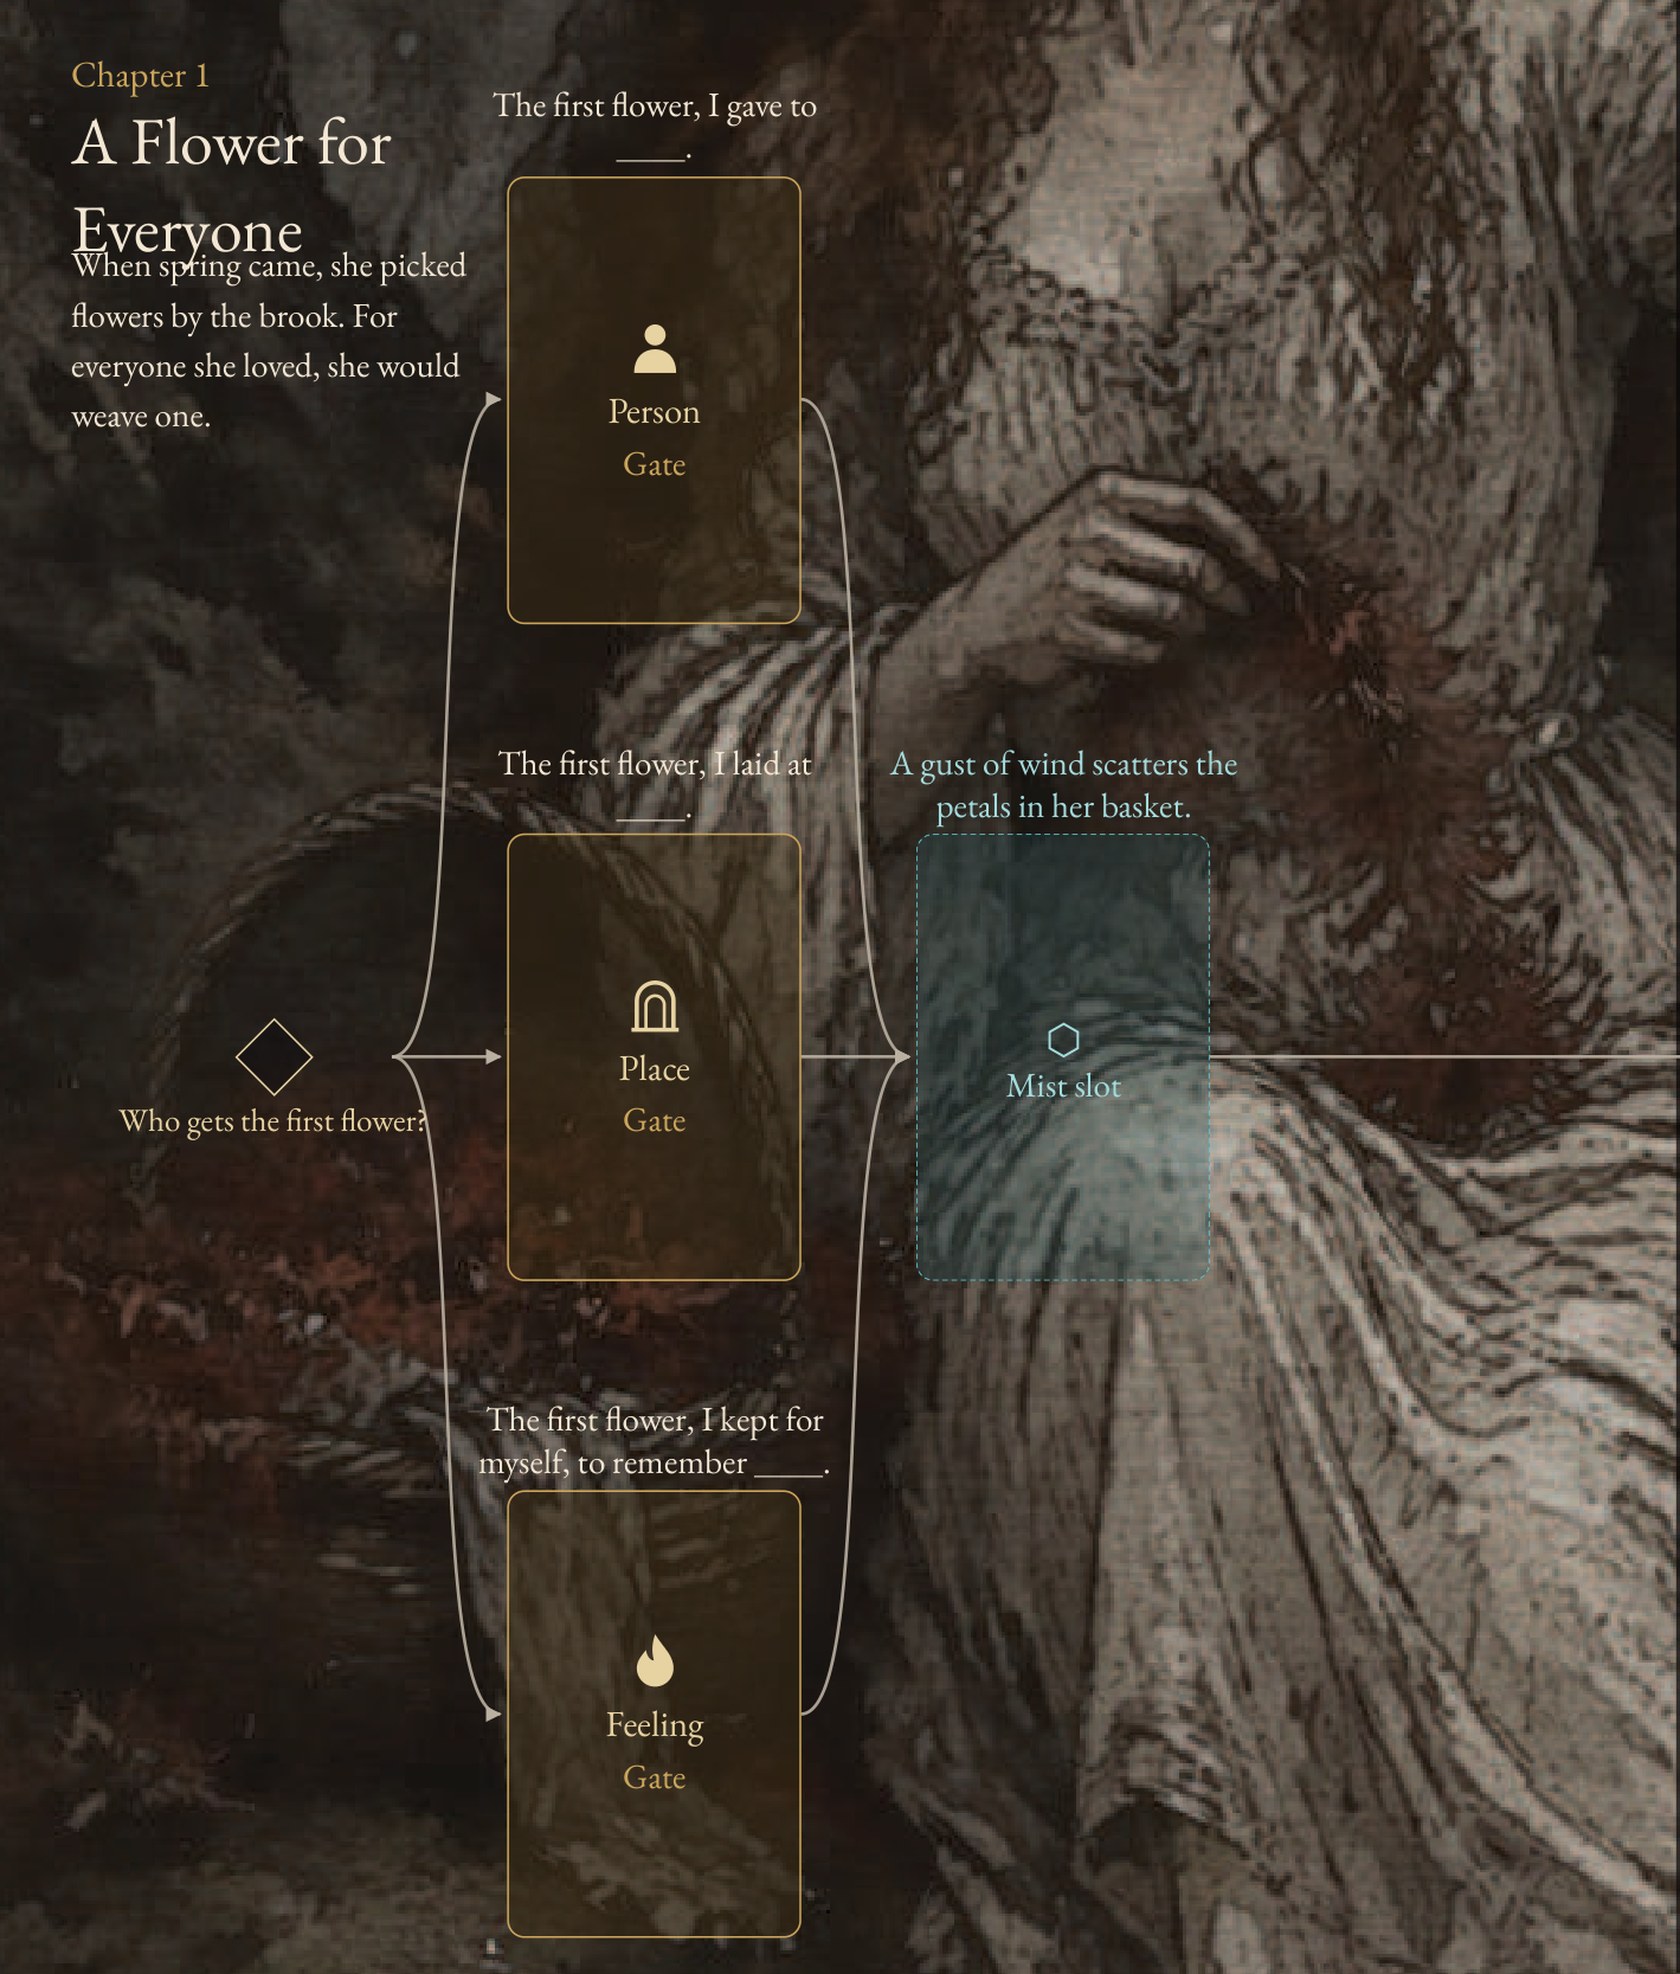 Chapter 1
A Flower for
Everyone
When spring came, she picked
flowers by the brook. For
everyone she loved, she would
weave one.
The first flower, I gave to
_____.
Person
Gate
The first flower, I laid at
_____.
Place
Gate
Who gets the first flower?
The first flower, I kept for
myself, to remember _____.
Feeling
Gate
A gust of wind scatters the
petals in her basket.
Mist slot